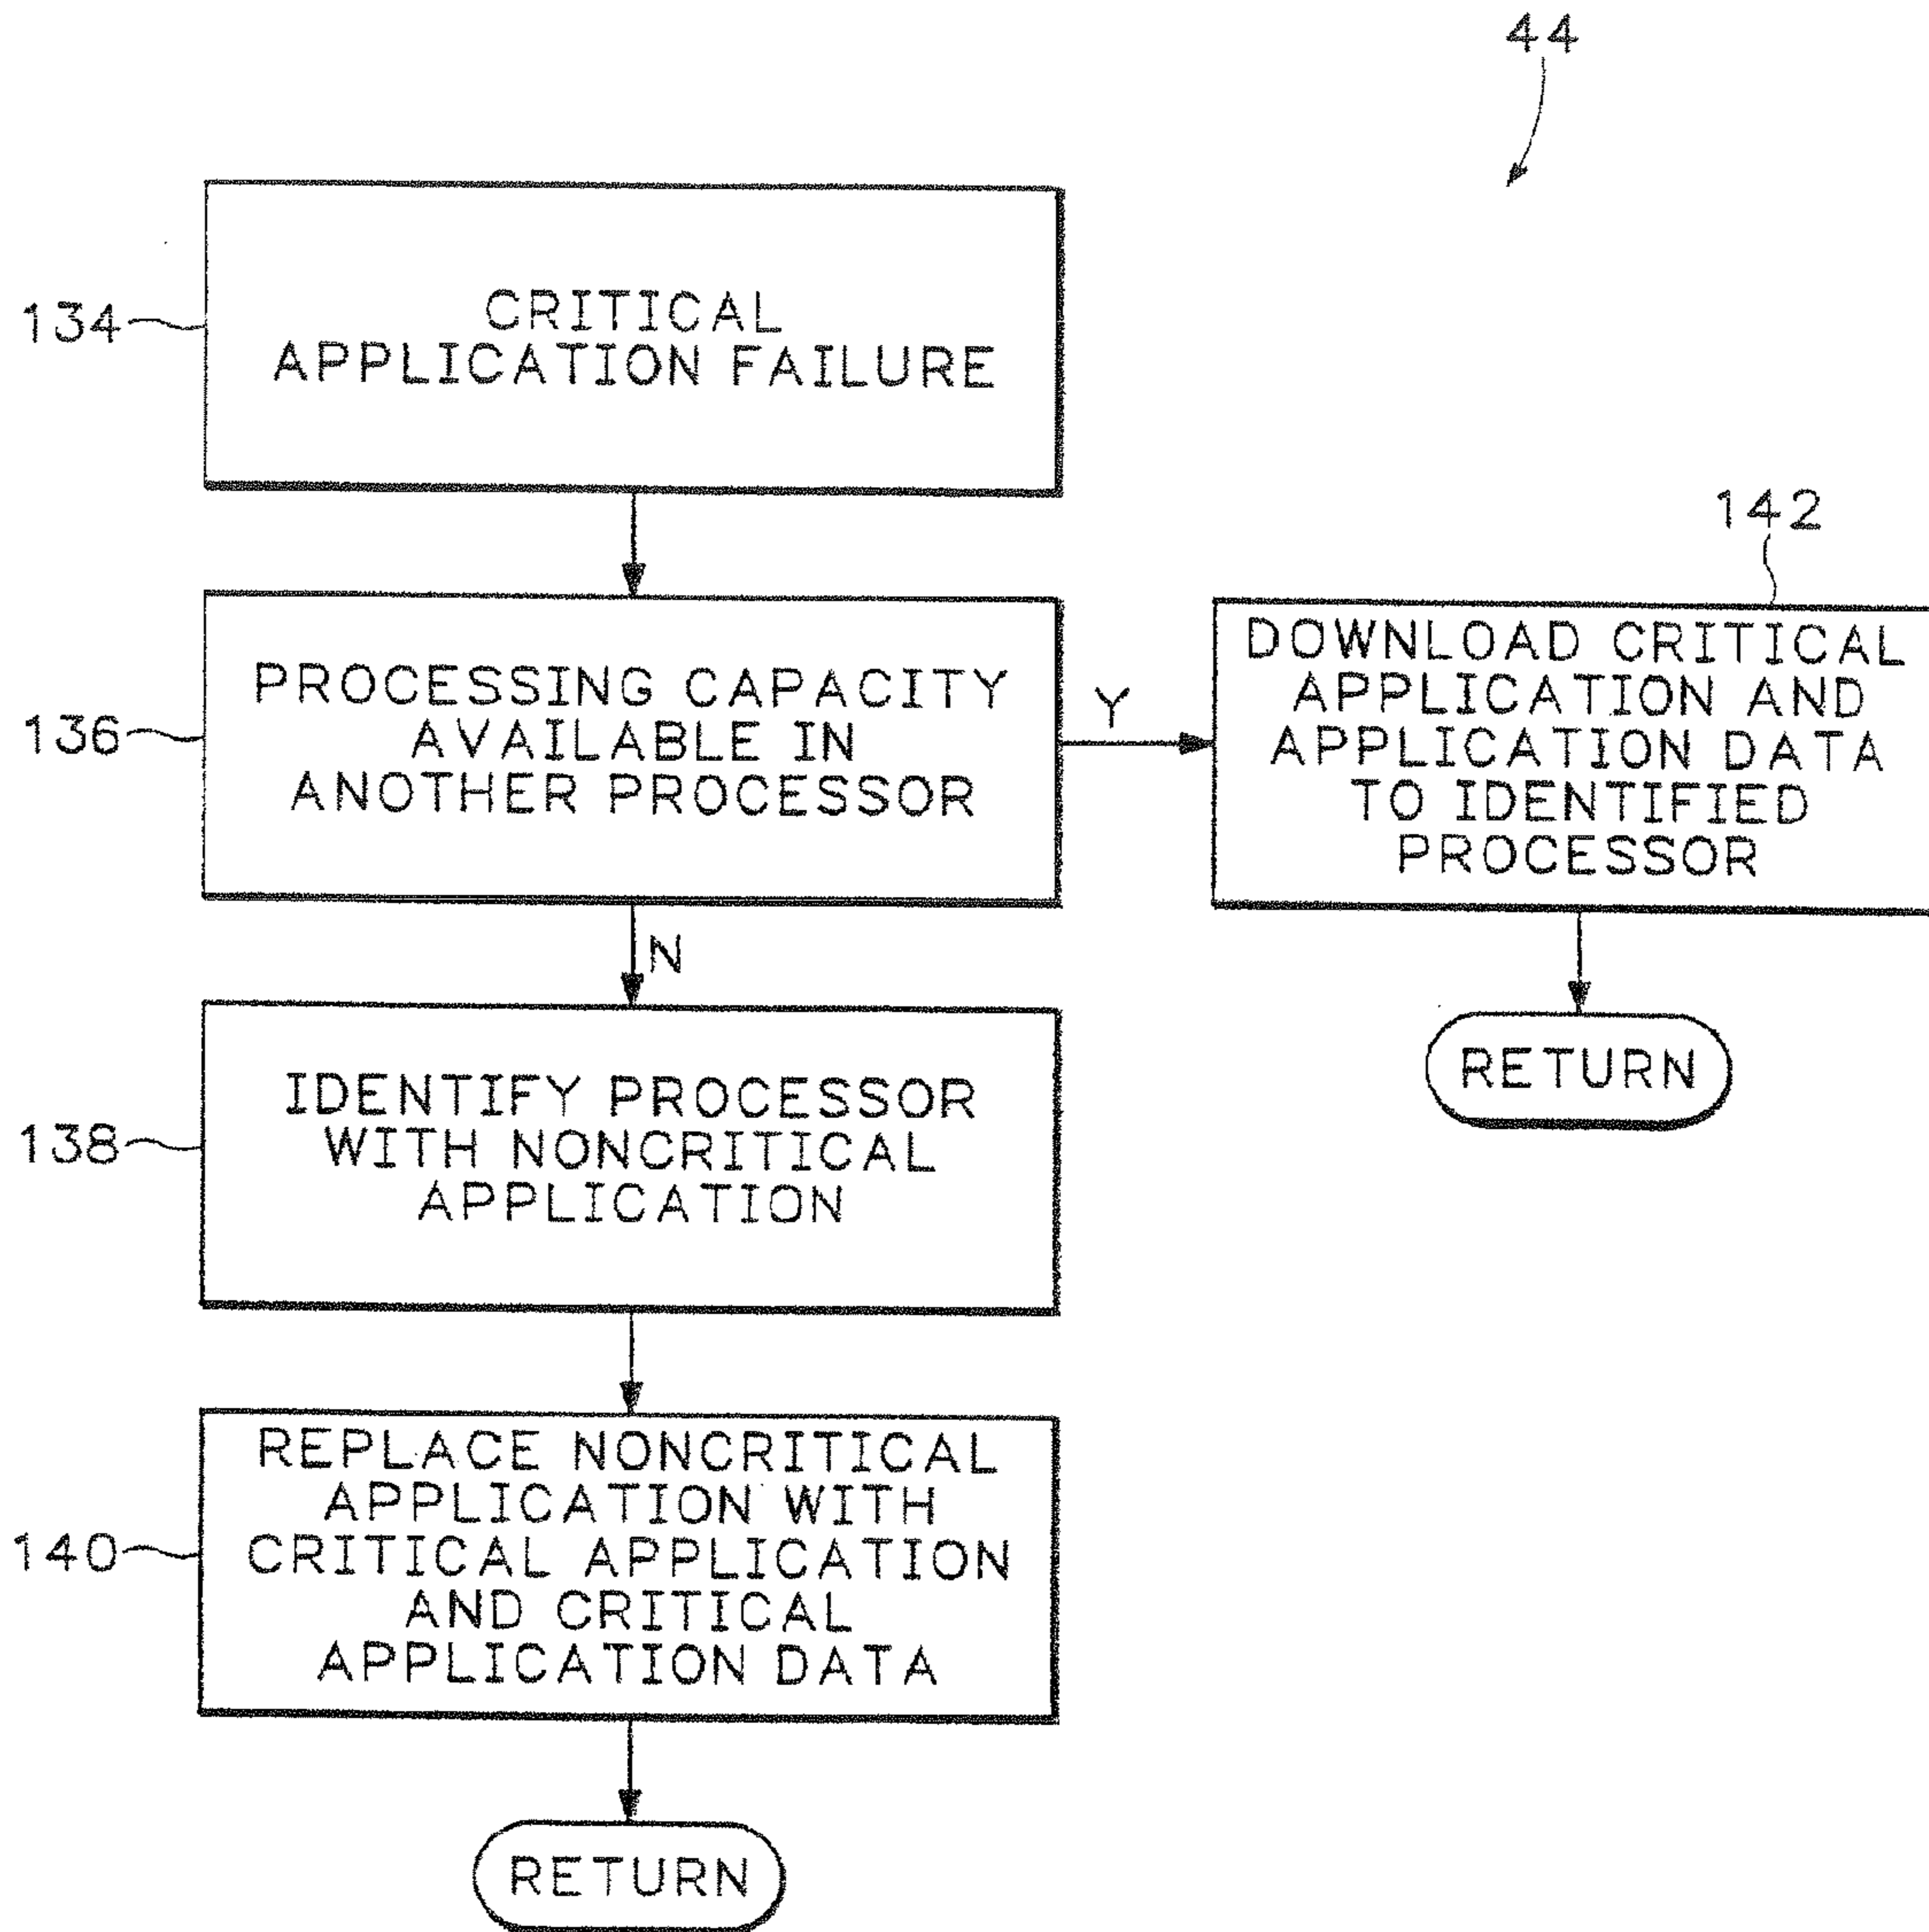 44
134
CRITICAL
APPLICATION FAILURE
136
PROCESSING CAPACITY
AVAILABLE IN
ANOTHER PROCESSOR
Y
142
DOWNLOAD CRITICAL
APPLICATION AND
APPLICATION DATA
TO IDENTIFIED
PROCESSOR
RETURN
N
138
IDENTIFY PROCESSOR
WITH NONCRITICAL
APPLICATION
140
REPLACE NONCRITICAL
APPLICATION WITH
CRITICAL APPLICATION
AND CRITICAL
APPLICATION DATA
RETURN